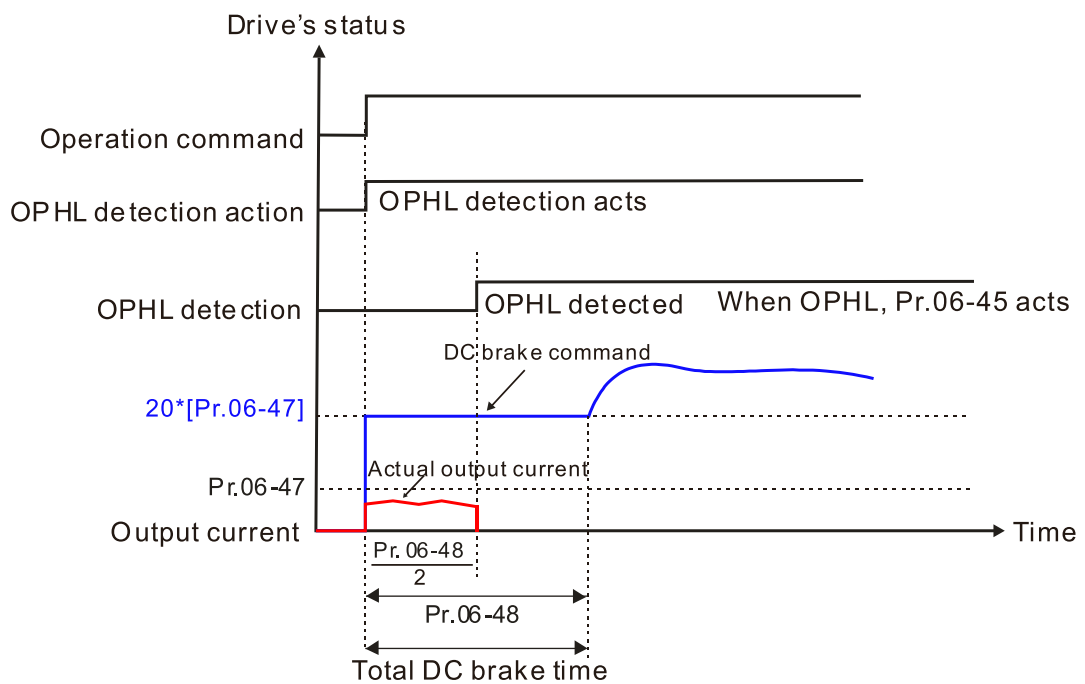 Drive's status
Operation command
OPHL detection action
OPHL detection acts
OPHL detection
OPHL detected
When OPHL, Pr.06-45 acts
DC brake command
20*[Pr.06-47]
Actual output current
Pr.06-47
Output current
Time
Pr.06-48
2
Pr.06-48
Total DC brake time